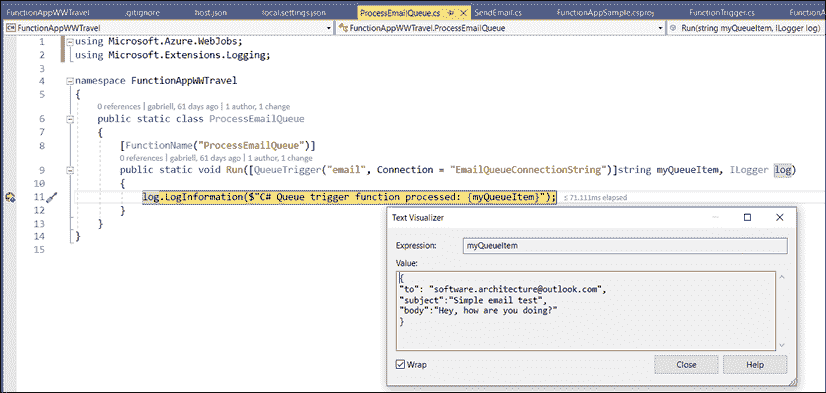 FunctionAppWWTravel .gitignore host.json local.settings.json ProcessEmailQueue.cs SendEmail.cs FunctionAppSample.csproj FunctionTrigger.cs
FunctionAppWWTravel FunctionAppWWTravel.ProcessEmailQueue Run(string myQueueItem, ILogger log)
1 using Microsoft.Azure.WebJobs;
2 using Microsoft.Extensions.Logging;
3
4 namespace FunctionAppWWTravel
5 {
0 references | gabriell, 61 days ago | 1 author, 1 change
6 public static class ProcessEmailQueue
7 {
8 [FunctionName("ProcessEmailQueue")]
0 references | gabriell, 61 days ago | 1 author, 1 change
9 public static void Run([QueueTrigger("email", Connection = "EmailQueueConnectionString")]string myQueueItem, ILogger log)
10 {
11 log.LogInformation($"C# Queue trigger function processed: {myQueueItem}"); ≤ 71.111ms elapsed
12 }
13 }
14 }
15
Text Visualizer
Expression: myQueueItem
Value:
{
"to": "software.architecture@outlook.com",
"subject":"Simple email test",
"body":"Hey, how are you doing?"
}
Wrap Close Help